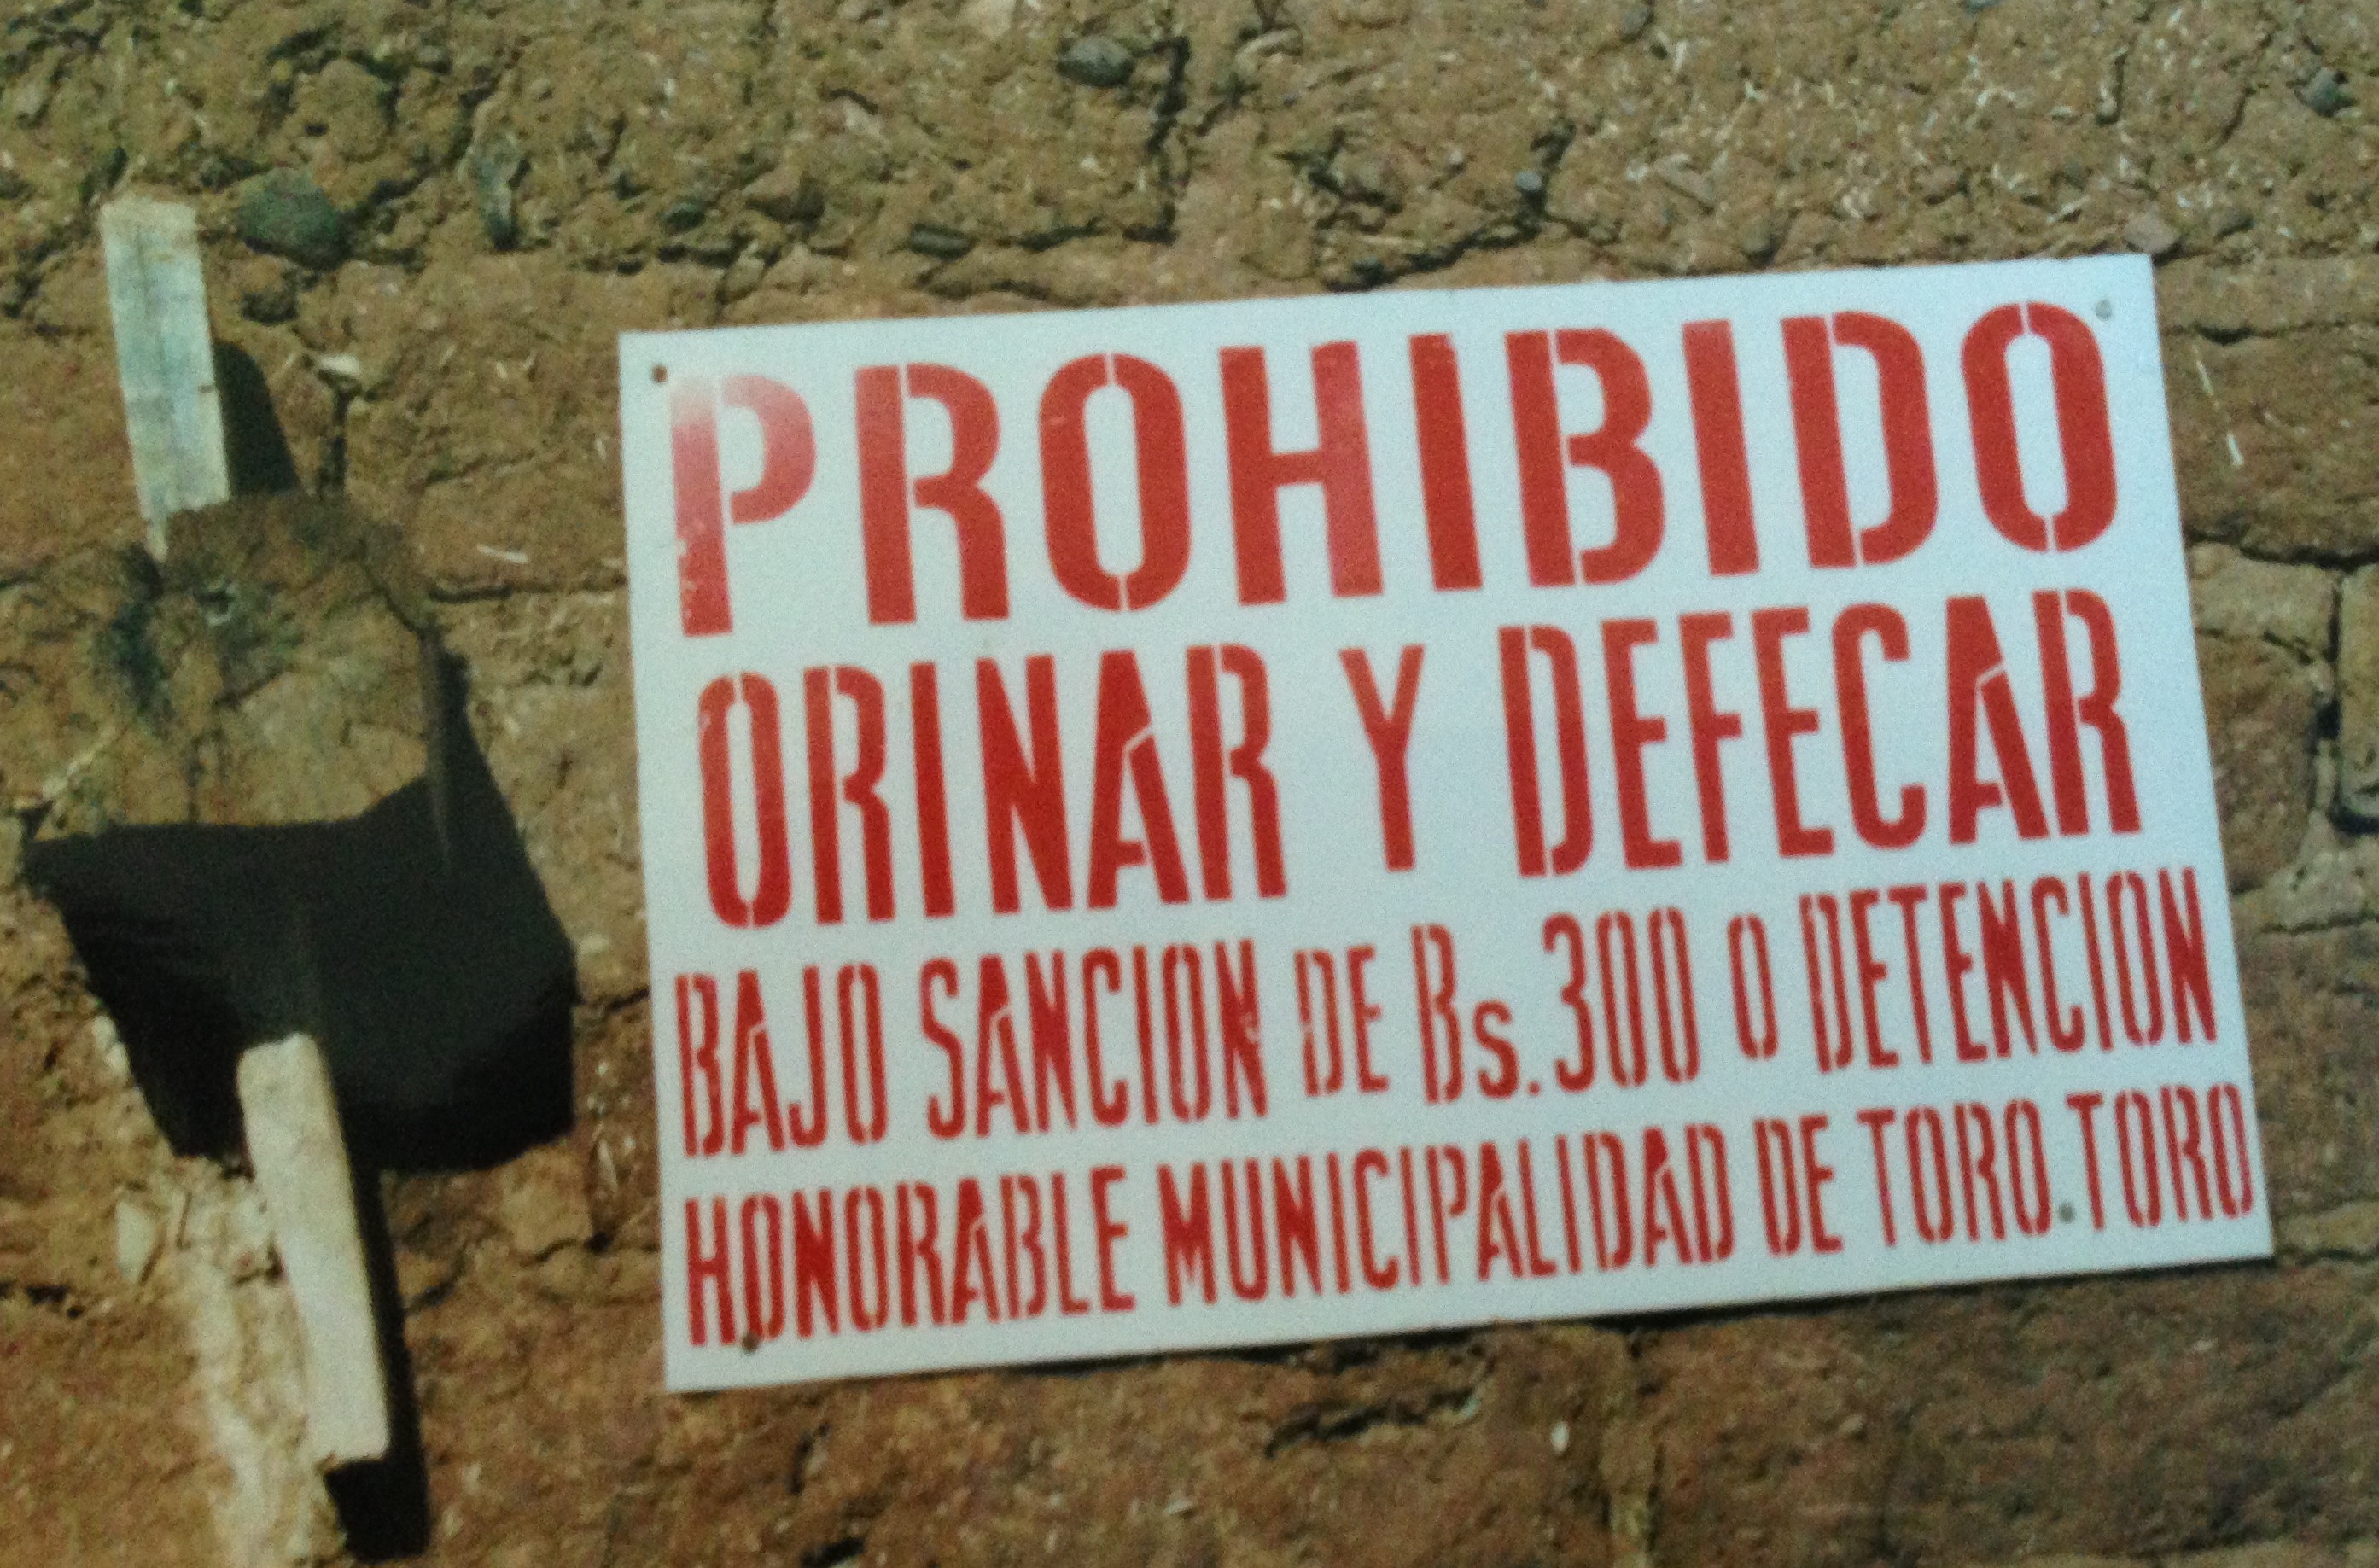 PROHIBIDO
ORINAR Y DEFECAR
BAJO SANCION DE Bs.300 O DETENCION
HONORABLE MUNICIPALIDAD DE TORO.TORO